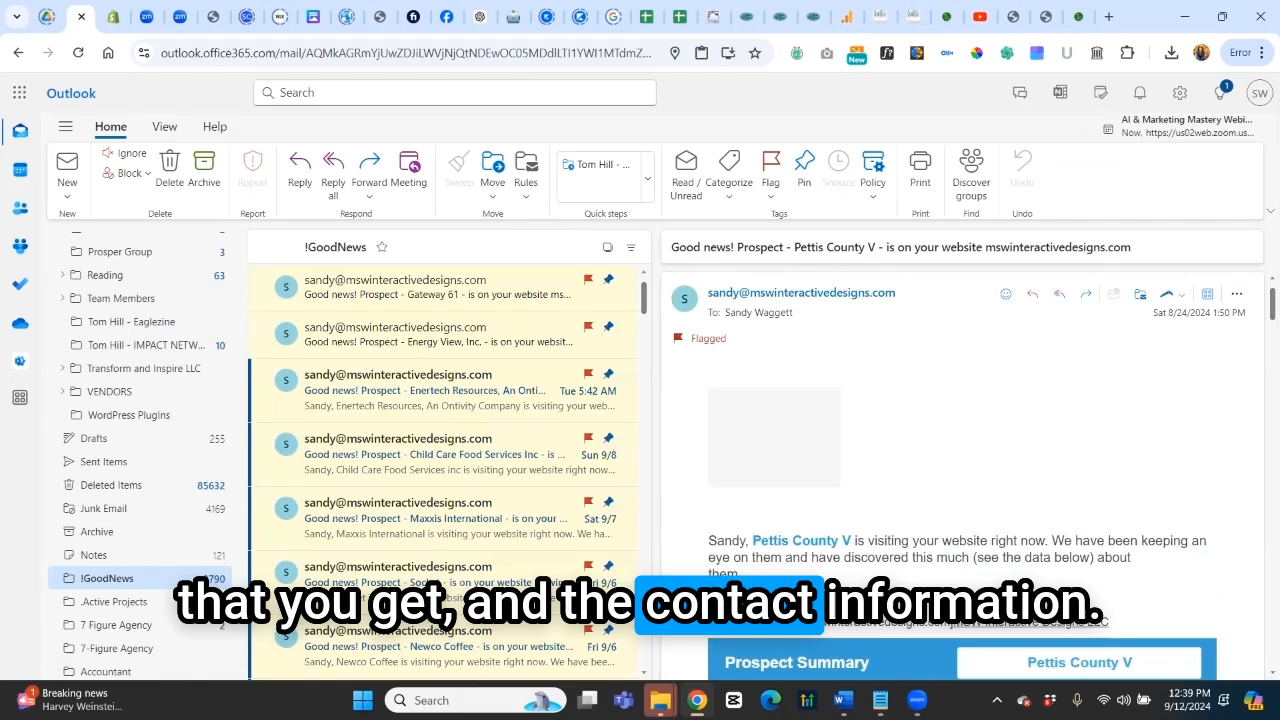 outlook.office365.com/mail/AQMkAGRmYjUwZDJiLWVjNjQtNDEwOC05MDdlLTI1YWI1MTdmZ...
New
Error
Outlook
Search
1
SW
Home
View
Help
AI & Marketing Mastery Webi...
Now, https://us02web.zoom.us...
New
Ignore
Block
Delete
Archive
Report
Reply
Reply all
Forward
Meeting
Sweep
Move
Rules
Tom Hill - ...
Read / Unread
Categorize
Flag
Pin
Snooze
Policy
Print
Discover groups
Undo
New
Delete
Report
Respond
Move
Quick steps
Tags
Print
Find
Undo
Prosper Group 3
Reading 63
Team Members
Tom Hill - Eaglezine
Tom Hill - IMPACT NETW... 10
Transform and Inspire LLC
VENDORS
WordPress PlugIns
Drafts 255
Sent Items
Deleted Items 85632
Junk Email 4169
Archive
Notes 121
!GoodNews 790
.Active Projects
7 Figure Agency 2
7-Figure Agency
Accountant
!GoodNews
S
sandy@mswinteractivedesigns.com
Good news! Prospect - Gateway 61 - is on your website ms...
S
sandy@mswinteractivedesigns.com
Good news! Prospect - Energy View, Inc. - is on your websit...
S
sandy@mswinteractivedesigns.com
Good news! Prospect - Enertech Resources, An Onti... Tue 5:42 AM
Sandy, Enertech Resources, An Ontivity Company is visiting your web...
S
sandy@mswinteractivedesigns.com
Good news! Prospect - Child Care Food Services Inc - is ... Sun 9/8
Sandy, Child Care Food Services inc is visiting your website right now...
S
sandy@mswinteractivedesigns.com
Good news! Prospect - Maxxis International - is on your ... Sat 9/7
Sandy, Maxxis International is visiting your website right now. We ha...
S
sandy@mswinteractivedesigns.com
Fri 9/6
S
Good news! Prospect - Newco Coffee - is on your website... Fri 9/6
Sandy, Newco Coffee is visiting your website right now. We have bee...
Good news! Prospect - Pettis County V - is on your website mswinteractivedesigns.com
S
sandy@mswinteractivedesigns.com
To: Sandy Waggett
Sat 8/24/2024 1:50 PM
Flagged
Sandy, Pettis County V is visiting your website right now. We have been keeping an
eye on them and have discovered this much (see the data below) about
them.
Prospect Summary
Pettis County V
that you get, and the contact information.
1
Breaking news
Harvey Weinstei...
Search
zoom
12:39 PM
9/12/2024